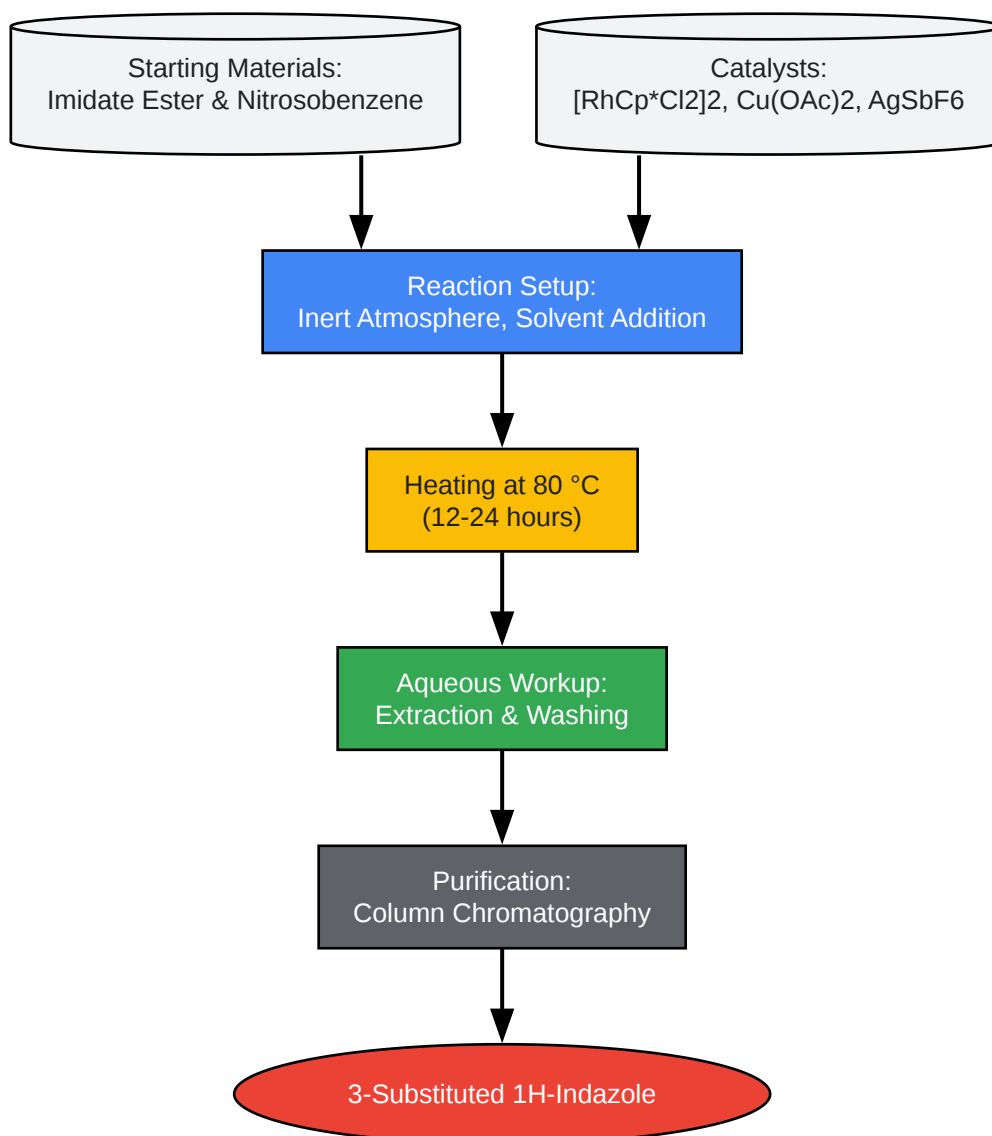 Starting Materials:
Imidate Ester & Nitrosobenzene
Catalysts:
[RhCp*Cl2]2, Cu(OAc)2, AgSbF6
Reaction Setup:
Inert Atmosphere, Solvent Addition
Heating at 80 °C
(12-24 hours)
Aqueous Workup:
Extraction & Washing
Purification:
Column Chromatography
3-Substituted 1H-Indazole